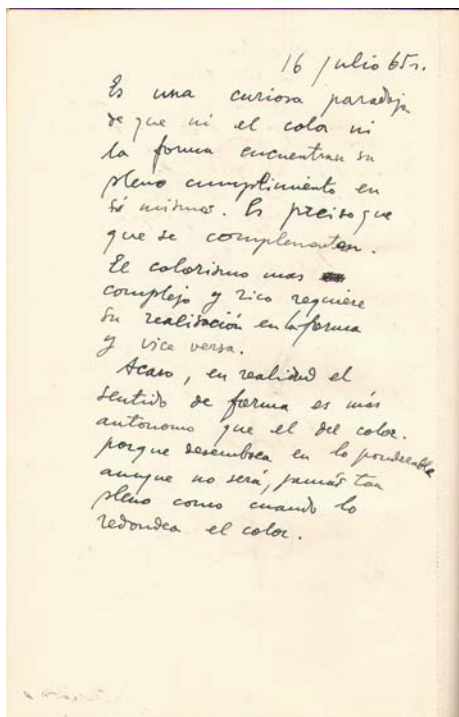 16 julio 65.
Es una curiosa paradoja
de que ni el color ni
la forma encuentran su
pleno cumplimiento en
sí mismos. Es preciso que
que se complementen.
El colorismo mas
complejo y rico requiere
su realisación en la forma
y vice versa.
Acaso, en realidad el
sentido de forma es más
autonomo que el del color.
porque desemboca en lo ponderable
aunque no será, jamás tan
pleno como cuando lo
redondea el color.